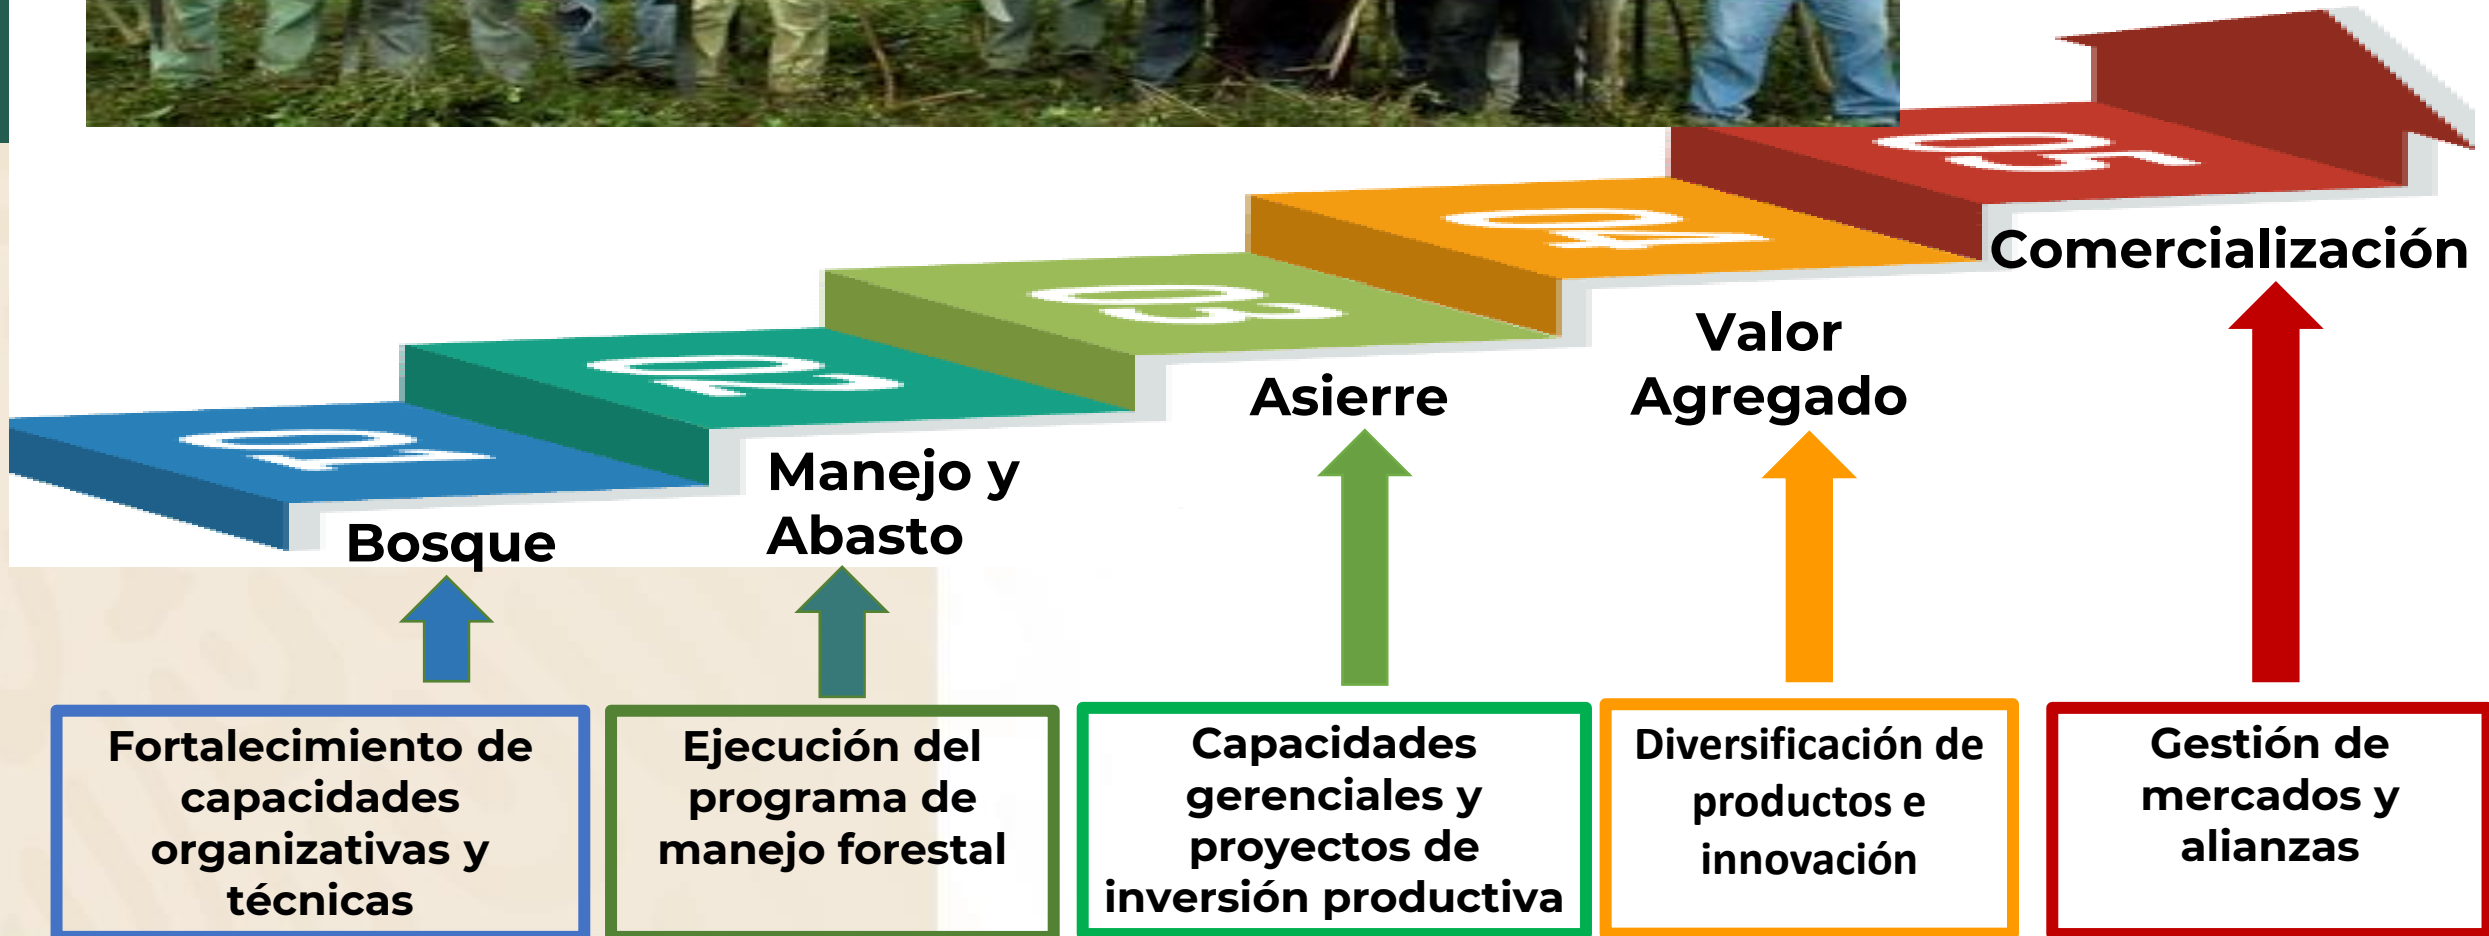 01
Bosque
02
Manejo y
Abasto
03
Asierre
04
Valor
Agregado
05
Comercialización
Fortalecimiento de
capacidades
organizativas y
técnicas
Ejecución del
programa de
manejo forestal
Capacidades
gerenciales y
proyectos de
inversión productiva
Diversificación de
productos e
innovación
Gestión de
mercados y
alianzas